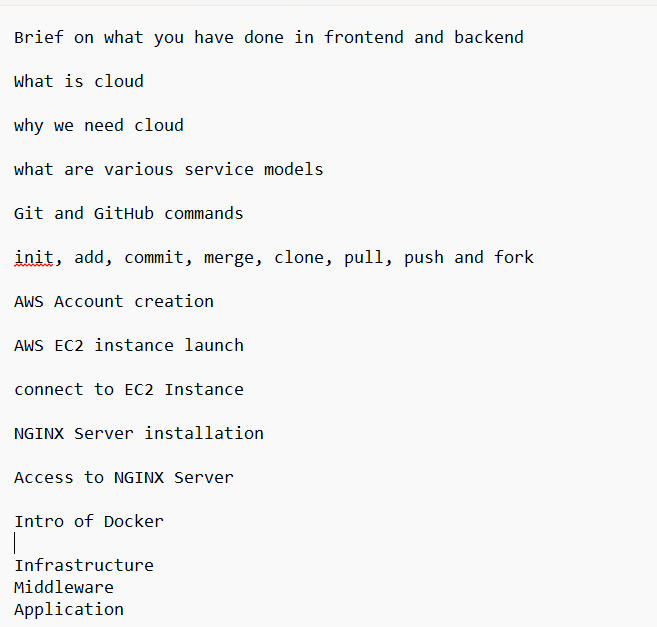 Brief on what you have done in frontend and backend
What is cloud
why we need cloud
what are various service models
Git and GitHub commands
init, add, commit, merge, clone, pull, push and fork
AWS Account creation
AWS EC2 instance launch
connect to EC2 Instance
NGINX Server installation
Access to NGINX Server
Intro of Docker
Infrastructure
Middleware
Application